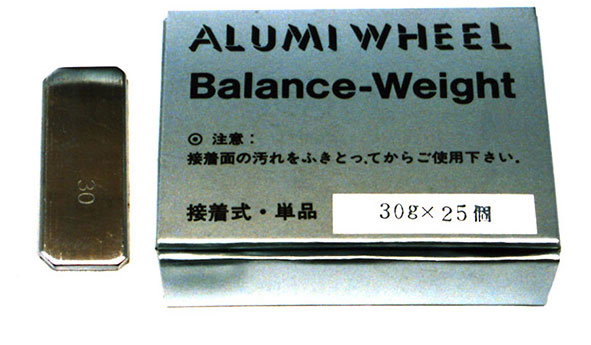 ALUMI WHEEL
Balance-Weight
◎ 注意：
接着面の汚れをふきとってからご使用下さい.
接着式・単品 30g×25個
30